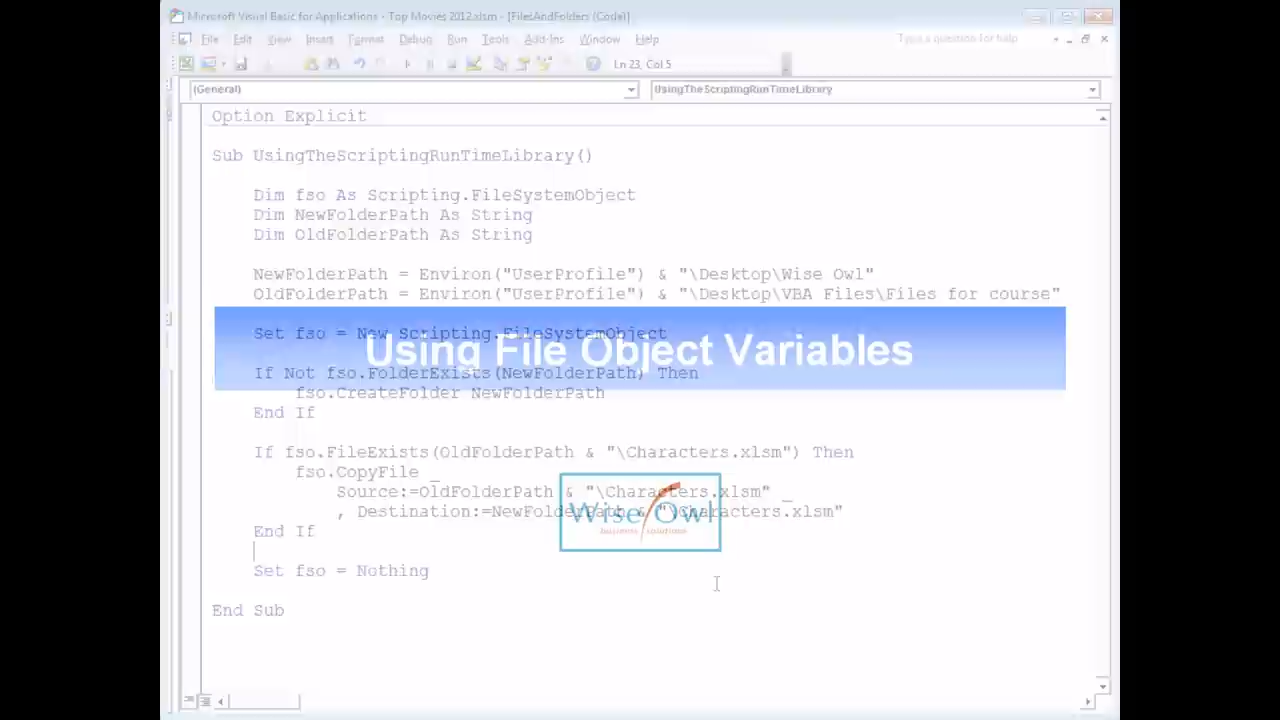 Microsoft Visual Basic for Applications - Top Movies 2012.xlsm - [FilesAndFolders (Code)]
File Edit View Insert Format Debug Run Tools Add-Ins Window Help
Type a question for help
Ln 23, Col 5
(General)
UsingTheScriptingRunTimeLibrary
Option Explicit
Sub UsingTheScriptingRunTimeLibrary()
Dim fso As Scripting.FileSystemObject
Dim NewFolderPath As String
Dim OldFolderPath As String
NewFolderPath = Environ("UserProfile") & "\Desktop\Wise Owl"
OldFolderPath = Environ("UserProfile") & "\Desktop\VBA Files\Files for course"
Set fso = New Scripting.FileSystemObject
Using File Object Variables
If Not fso.FolderExists(NewFolderPath) Then
fso.CreateFolder NewFolderPath
End If
If fso.FileExists(OldFolderPath & "\Characters.xlsm") Then
fso.CopyFile _
Source:=OldFolderPath & "\Characters.xlsm" _
, Destination:=NewFolderPath & "\Characters.xlsm"
Wise Owl
business solutions
End If
Set fso = Nothing
End Sub